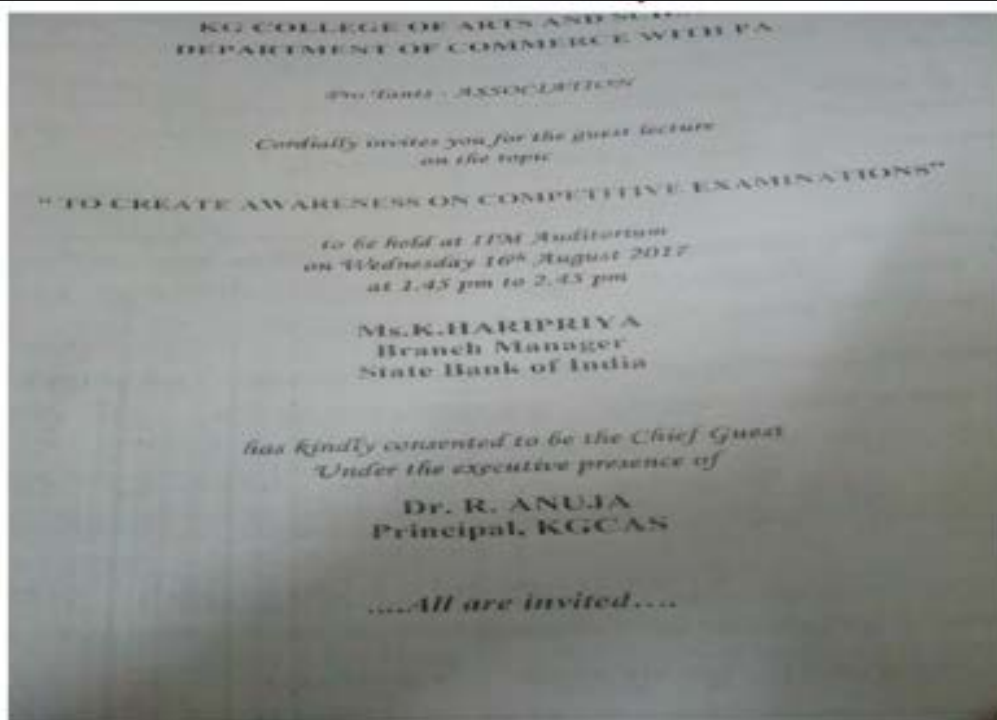 KG COLLEGE OF ARTS AND
DEPARTMENT OF COMMERCE WITH PA
ASSOCIATION
Cordially invites you for the guest lecture
on the topic
" TO CREATE AWARENESS ON COMPETITIVE EXAMINATIONS"
to be held at Auditorium
on Wednesday 16th August 2017
at 1.45 pm to 2.45 pm
Ms.K.HARIPRIYA
Branch Manager
State Bank of India
has kindly consented to be the Chief Guest
Under the executive presence of
Dr. R. ANUJA
Principal, KGCAS
.....All are invited....